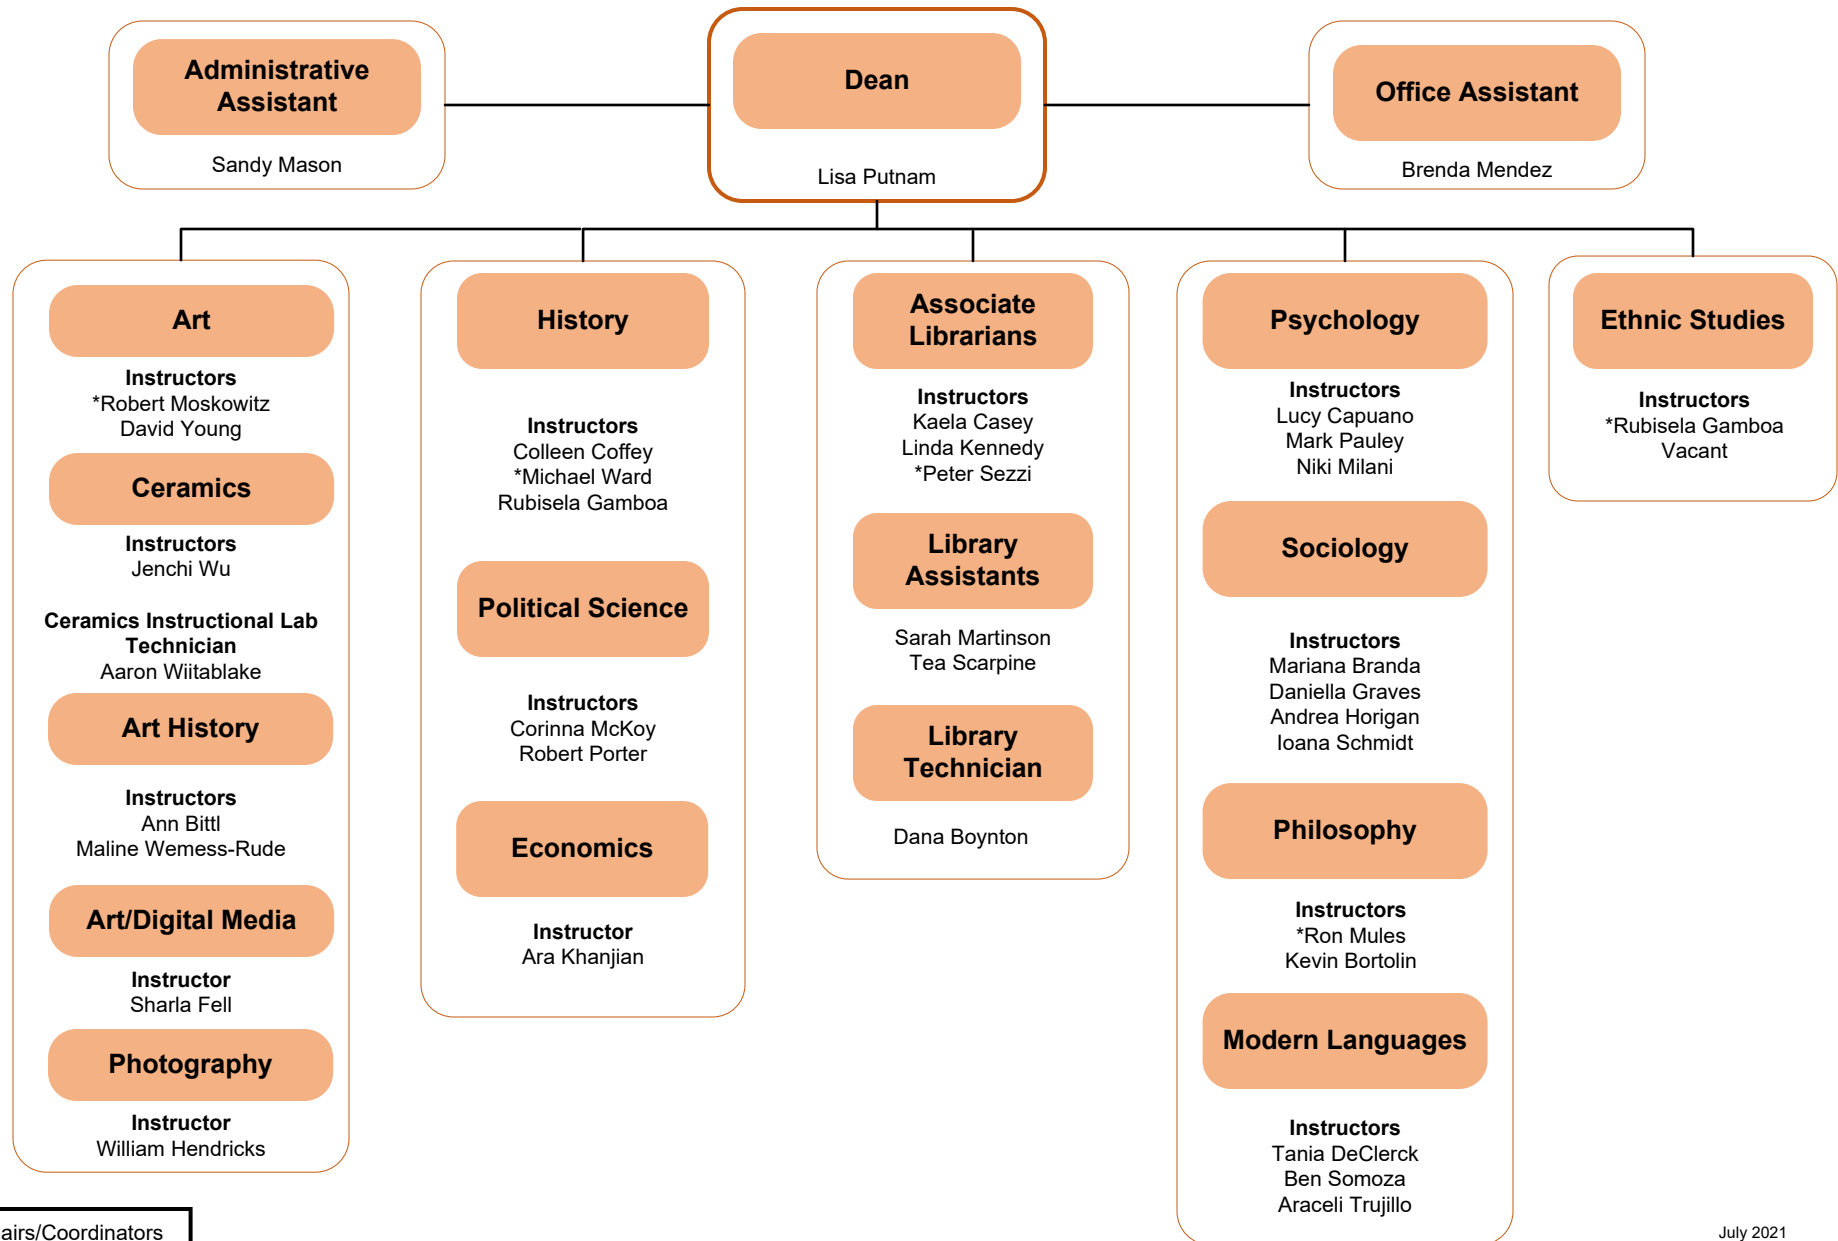 Administrative
Assistant
Sandy Mason
Dean
Lisa Putnam
Office Assistant
Brenda Mendez
Art
Instructors
*Robert Moskowitz
David Young
Ceramics
Instructors
Jenchi Wu
Ceramics Instructional Lab
Technician
Aaron Wiitablake
Art History
Instructors
Ann Bittl
Maline Wemess-Rude
Art/Digital Media
Instructor
Sharla Fell
Photography
Instructor
William Hendricks
History
Instructors
Colleen Coffey
*Michael Ward
Rubisela Gamboa
Political Science
Instructors
Corinna McKoy
Robert Porter
Economics
Instructor
Ara Khanjian
Associate
Librarians
Instructors
Kaela Casey
Linda Kennedy
*Peter Sezzi
Library
Assistants
Sarah Martinson
Tea Scarpine
Library
Technician
Dana Boynton
Psychology
Instructors
Lucy Capuano
Mark Pauley
Niki Milani
Sociology
Instructors
Mariana Branda
Daniella Graves
Andrea Horigan
Ioana Schmidt
Philosophy
Instructors
*Ron Mules
Kevin Bortolin
Modern Languages
Instructors
Tania DeClerck
Ben Somoza
Araceli Trujillo
Ethnic Studies
Instructors
*Rubisela Gamboa
Vacant
airs/Coordinators
July 2021